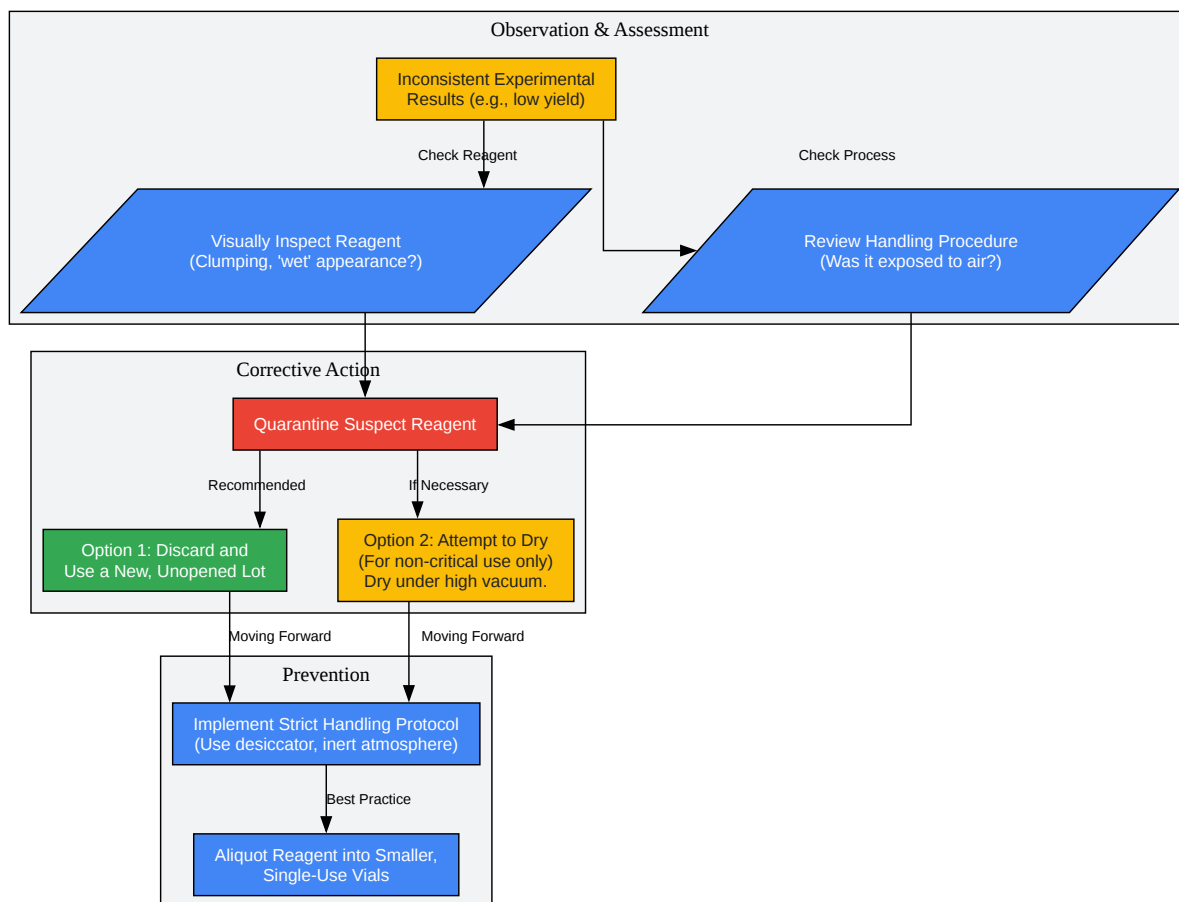 Observation & Assessment
Inconsistent Experimental
Results (e.g., low yield)
Check Reagent
Check Process
Visually Inspect Reagent
(Clumping, 'wet' appearance?)
Review Handling Procedure
(Was it exposed to air?)
Corrective Action
Quarantine Suspect Reagent
Recommended
If Necessary
Option 1: Discard and
Use a New, Unopened Lot
Option 2: Attempt to Dry
(For non-critical use only)
Dry under high vacuum.
Moving Forward
Moving Forward
Prevention
Implement Strict Handling Protocol
(Use desiccator, inert atmosphere)
Best Practice
Aliquot Reagent into Smaller,
Single-Use Vials